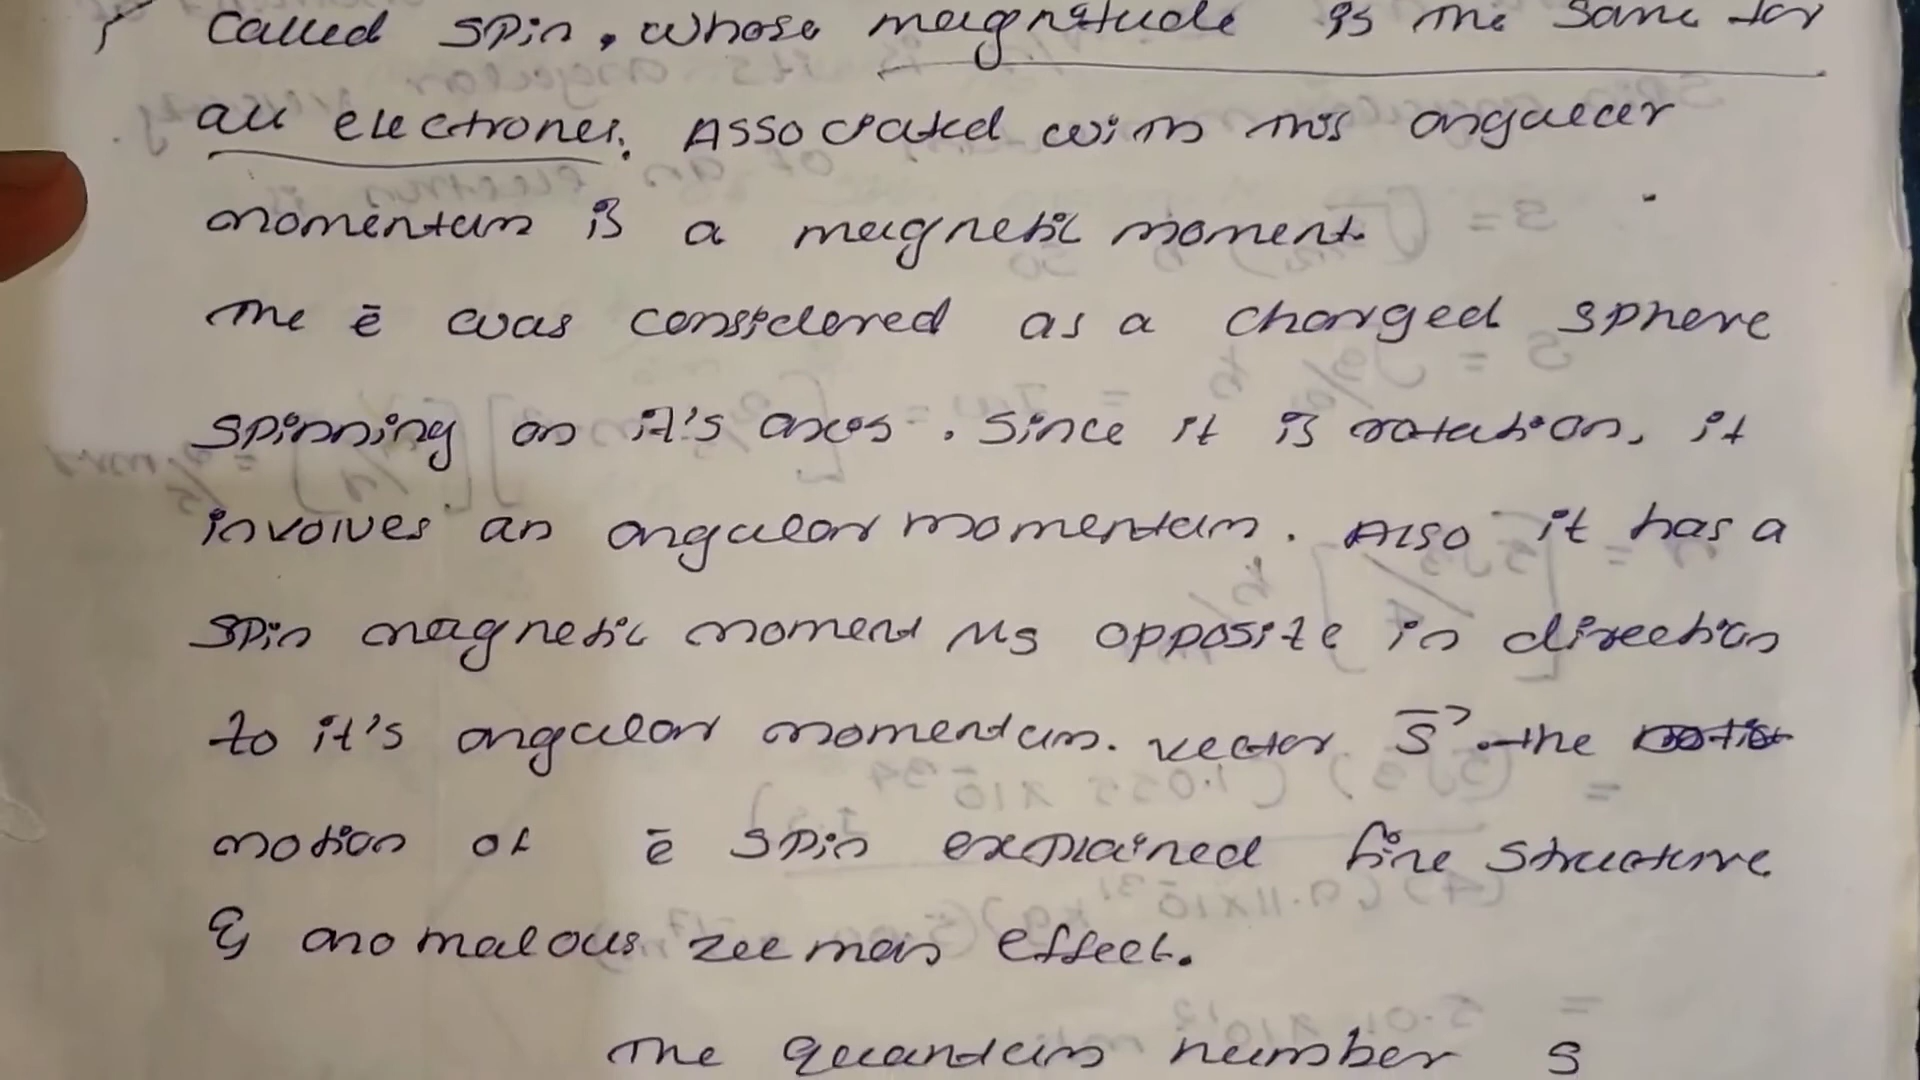 called spin, whose magnitude is the same for
all electrones. Associated with this angular
momentum is a magnetic moment.
The ē was considered as a charged sphere
spinning on it's axes. Since it is rotation, it
involves an angular momentum. Also it has a
spin magnetic moment Ms opposite in direction
to it's angular momentum. vector S⃗. the
motion of ē spin explained fine structure
& anomalous zeeman effect.
The quantum number s